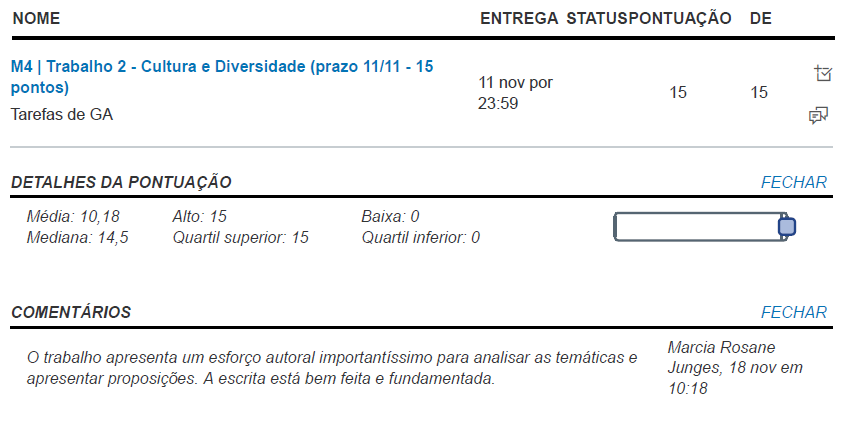 NOME ENTREGA STATUSPONTUAÇÃO DE
M4 | Trabalho 2 - Cultura e Diversidade (prazo 11/11 - 15
pontos)
Tarefas de GA
11 nov por
23:59
15 15
DETALHES DA PONTUAÇÃO FECHAR
Média: 10,18 Alto: 15 Baixa: 0
Mediana: 14,5 Quartil superior: 15 Quartil inferior: 0
COMENTÁRIOS FECHAR
O trabalho apresenta um esforço autoral importantíssimo para analisar as temáticas e
apresentar proposições. A escrita está bem feita e fundamentada.
Marcia Rosane
Junges, 18 nov em
10:18